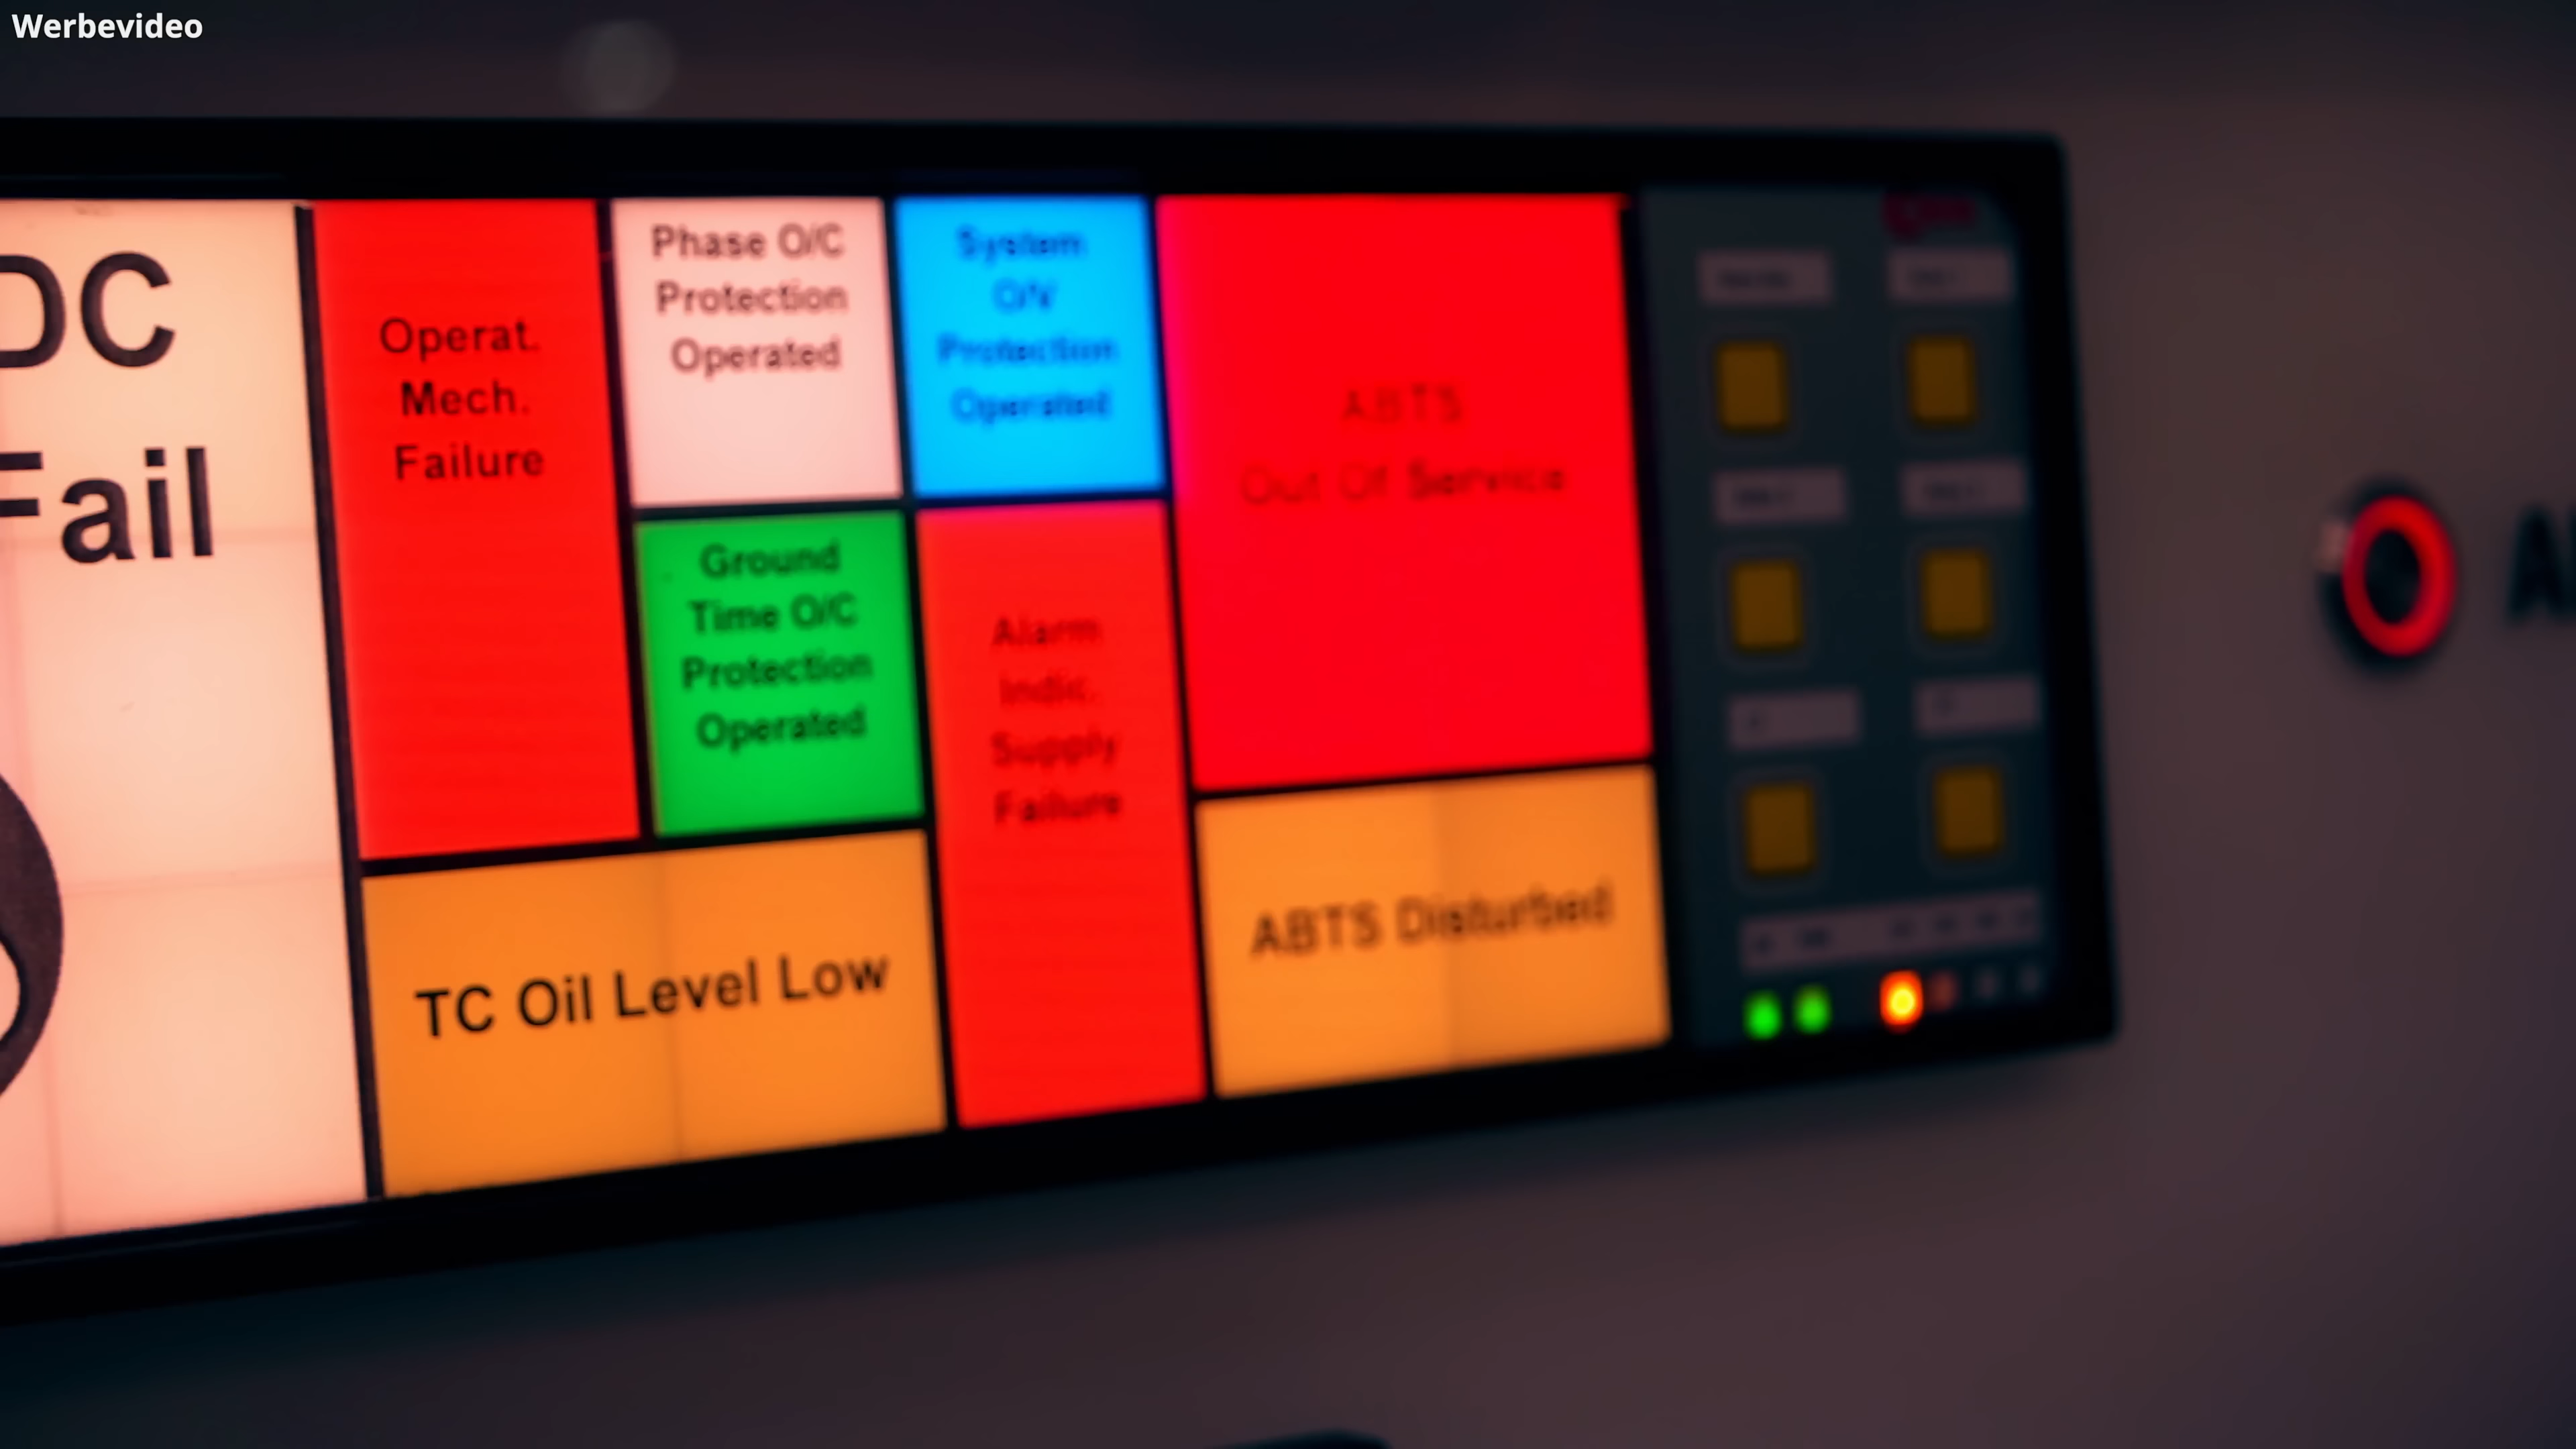 Werbevideo
DC
Fail
Operat.
Mech.
Failure
Phase O/C
Protection
Operated
System
O/V
Protection
Operated
Ground
Time O/C
Protection
Operated
Alarm
Indic.
Supply
Failure
ABTS
Out Of Service
TC Oil Level Low
ABTS Disturbed